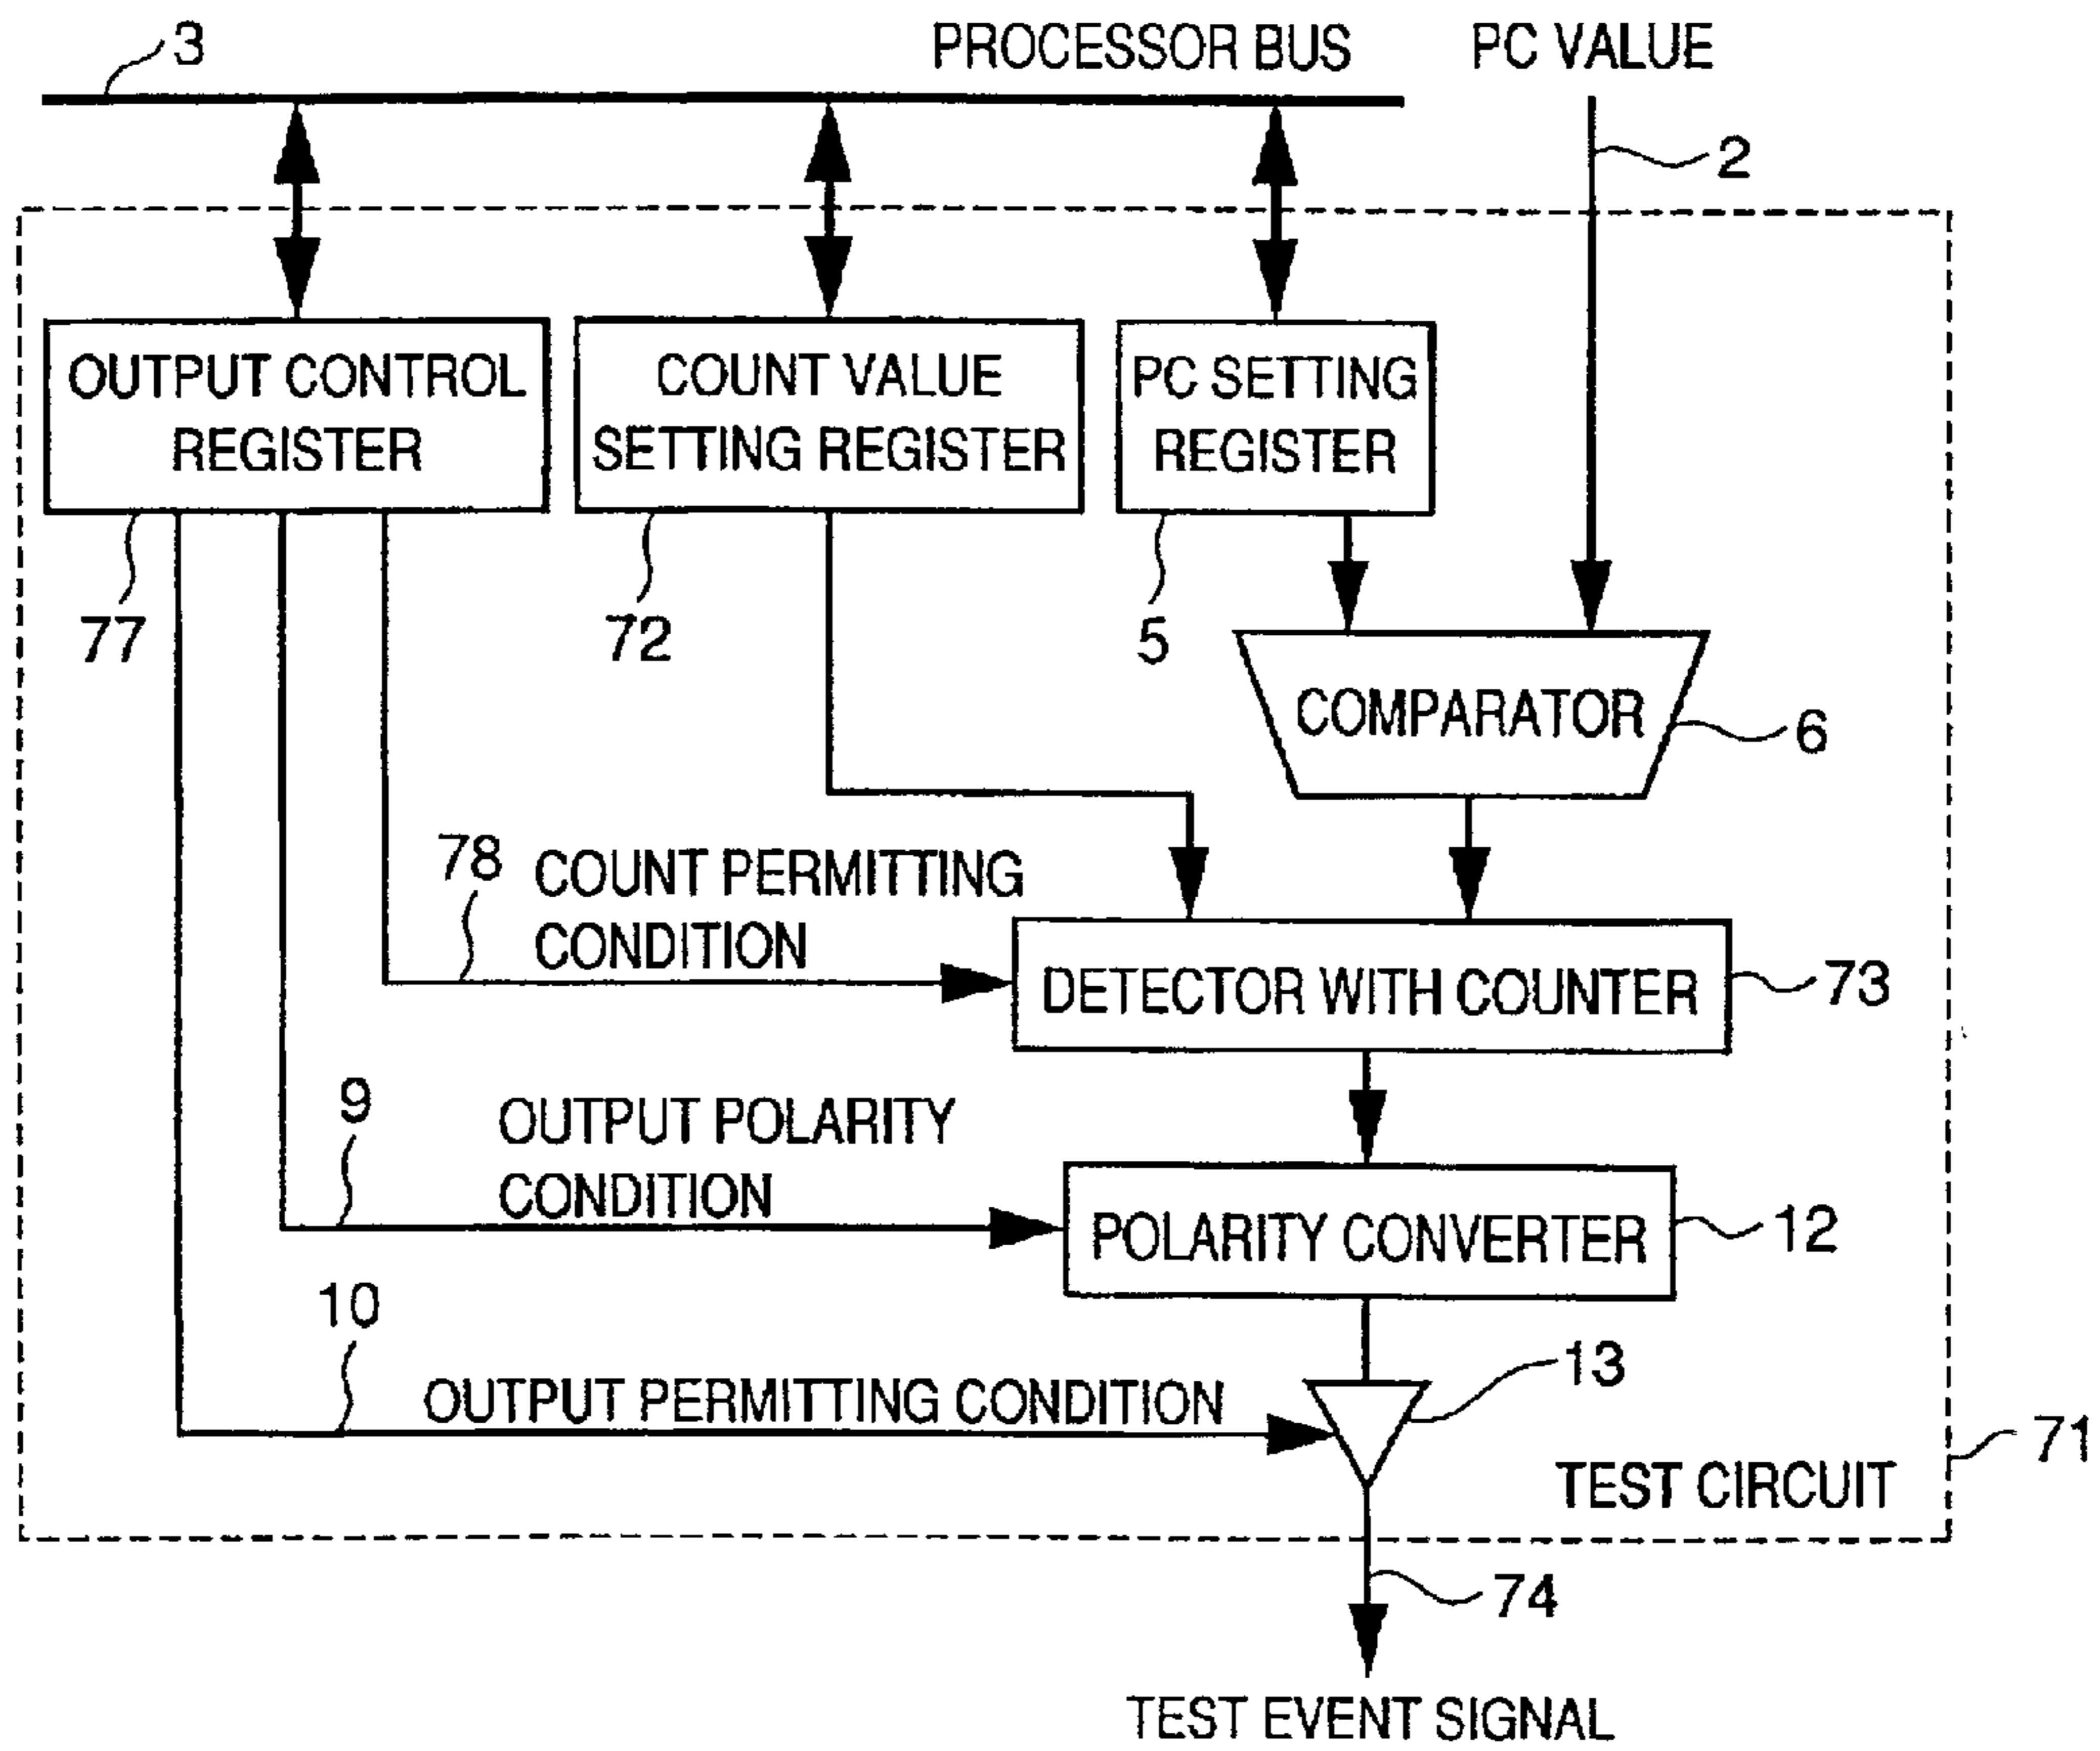 3
PROCESSOR BUS
PC VALUE
2
OUTPUT CONTROL
REGISTER
COUNT VALUE
SETTING REGISTER
PC SETTING
REGISTER
77
72
5
COMPARATOR
6
78
COUNT PERMITTING
CONDITION
DETECTOR WITH COUNTER
73
9
OUTPUT POLARITY
CONDITION
POLARITY CONVERTER
12
10
OUTPUT PERMITTING CONDITION
13
71
TEST CIRCUIT
74
TEST EVENT SIGNAL